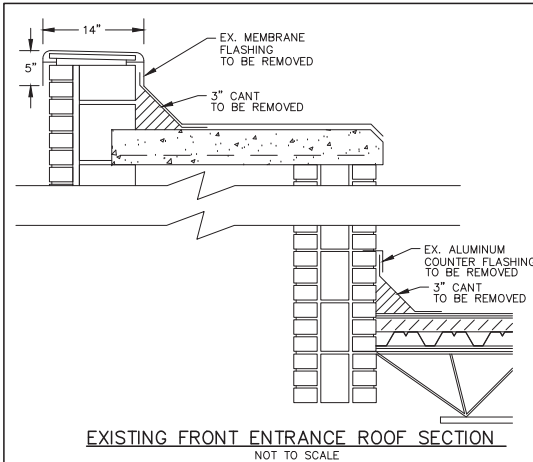 14"
5"
EX. MEMBRANE
FLASHING
TO BE REMOVED
3" CANT
TO BE REMOVED
EX. ALUMINUM
COUNTER FLASHING
TO BE REMOVED
3" CANT
TO BE REMOVED
EXISTING FRONT ENTRANCE ROOF SECTION
NOT TO SCALE